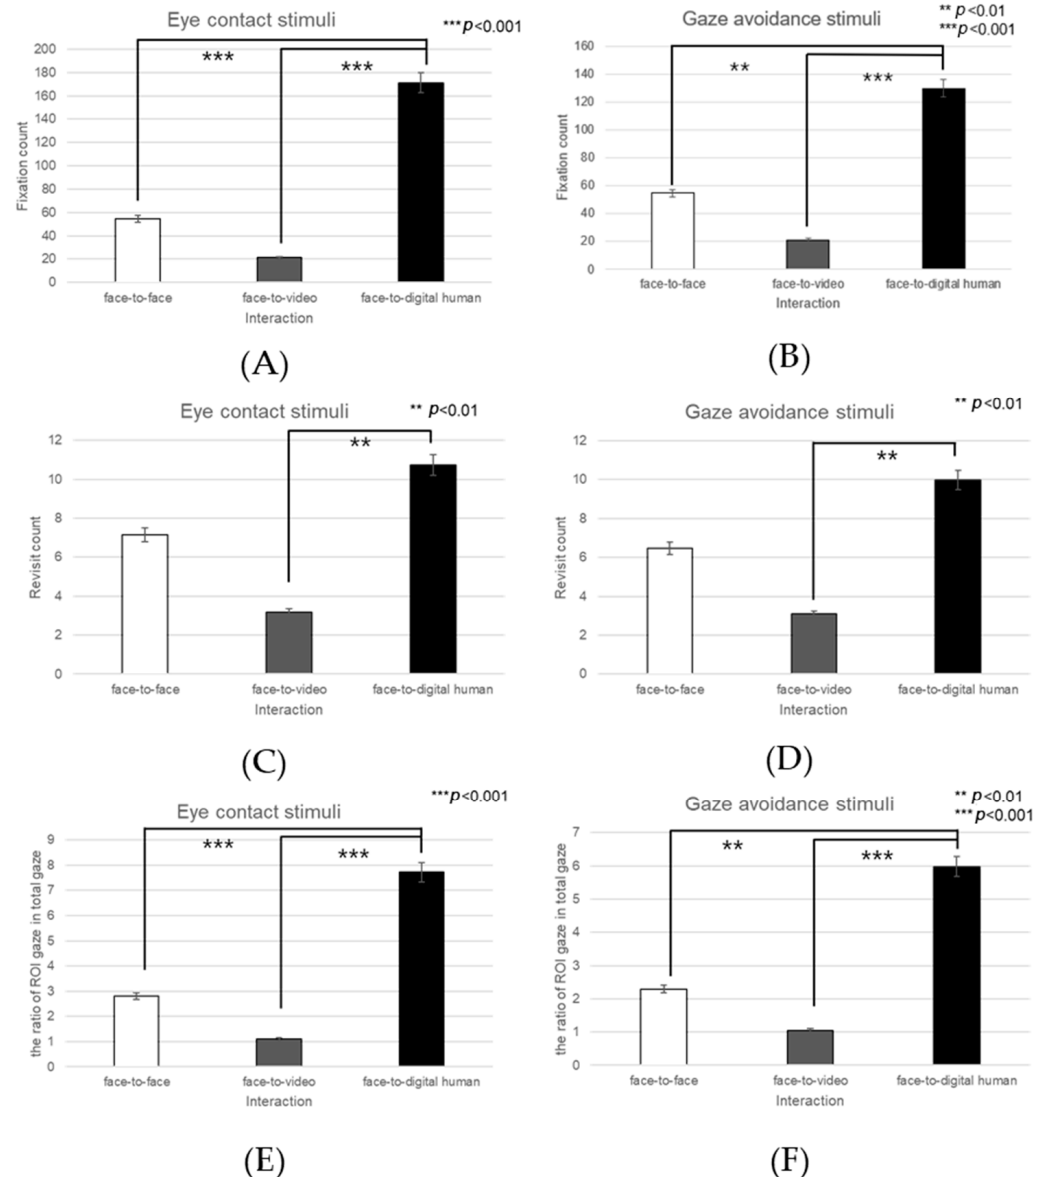 Eye contact stimuli
***p<0.001
200
180
160
140
120
100
80
60
40
20
0
Fixation count
***
***
face-to-face face-to-video face-to-digital human
Interaction
(A)
Gaze avoidance stimuli
** p<0.01
***p<0.001
160
140
120
100
80
60
40
20
0
Fixation count
**
***
face-to-face face-to-video face-to-digital human
Interaction
(B)
Eye contact stimuli
** p<0.01
12
10
8
6
4
2
0
Revisit count
**
face-to-face face-to-video face-to-digital human
Interaction
(C)
Gaze avoidance stimuli
** p<0.01
12
10
8
6
4
2
0
Revisit count
**
face-to-face face-to-video face-to-digital human
Interaction
(D)
Eye contact stimuli
***p<0.001
9
8
7
6
5
4
3
2
1
0
the ratio of ROI gaze in total gaze
***
***
face-to-face face-to-video face-to-digital human
Interaction
(E)
Gaze avoidance stimuli
** p<0.01
***p<0.001
7
6
5
4
3
2
1
0
the ratio of ROI gaze in total gaze
**
***
face-to-face face-to-video face-to-digital human
Interaction
(F)